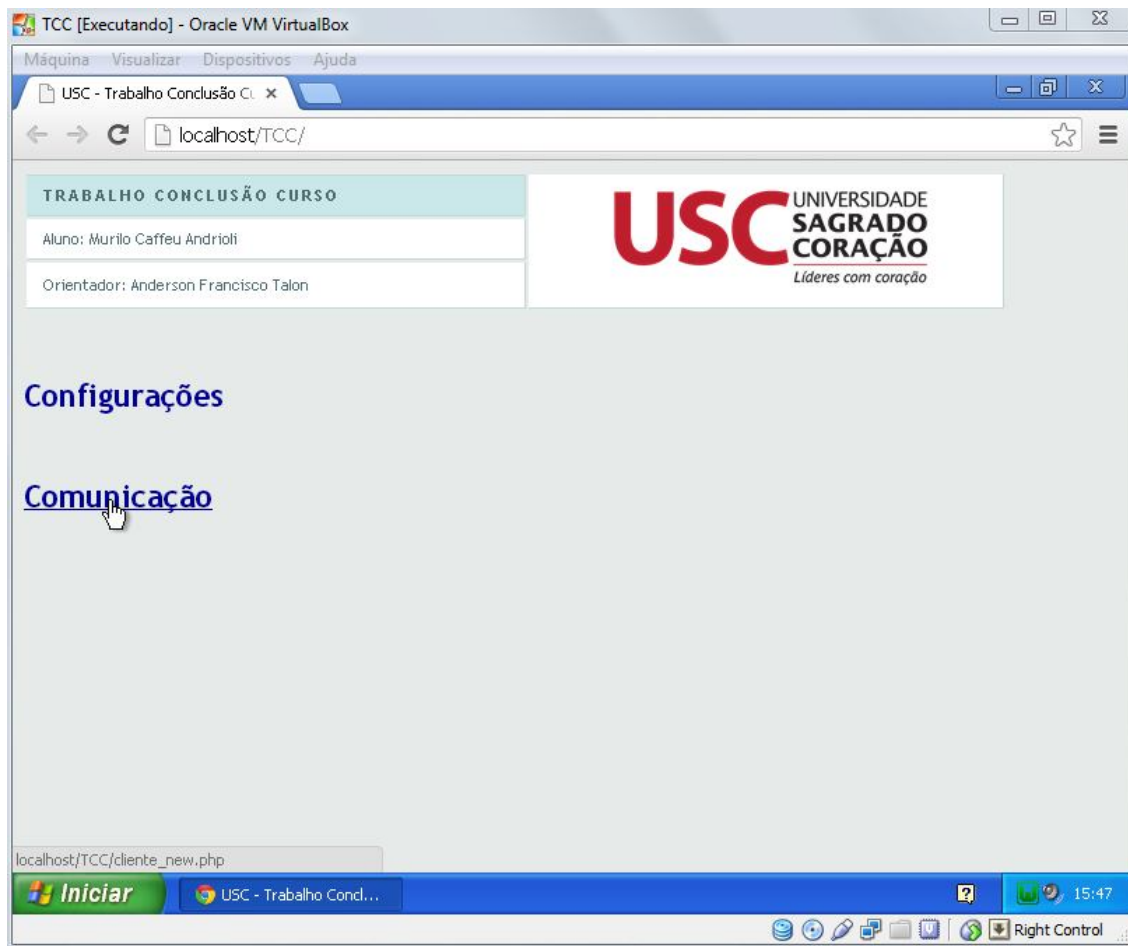 TCC [Executando] - Oracle VM VirtualBox
Máquina Visualizar Dispositivos Ajuda
USC - Trabalho Conclusão Cu
localhost/TCC/
TRABALHO CONCLUSÃO CURSO
Aluno: Murilo Caffeu Andrioli
Orientador: Anderson Francisco Talon
USC UNIVERSIDADE
SAGRADO
CORAÇÃO
Líderes com coração
Configurações
Comunicação
localhost/TCC/cliente_new.php
Iniciar USC - Trabalho Concl... 15:47
Right Control